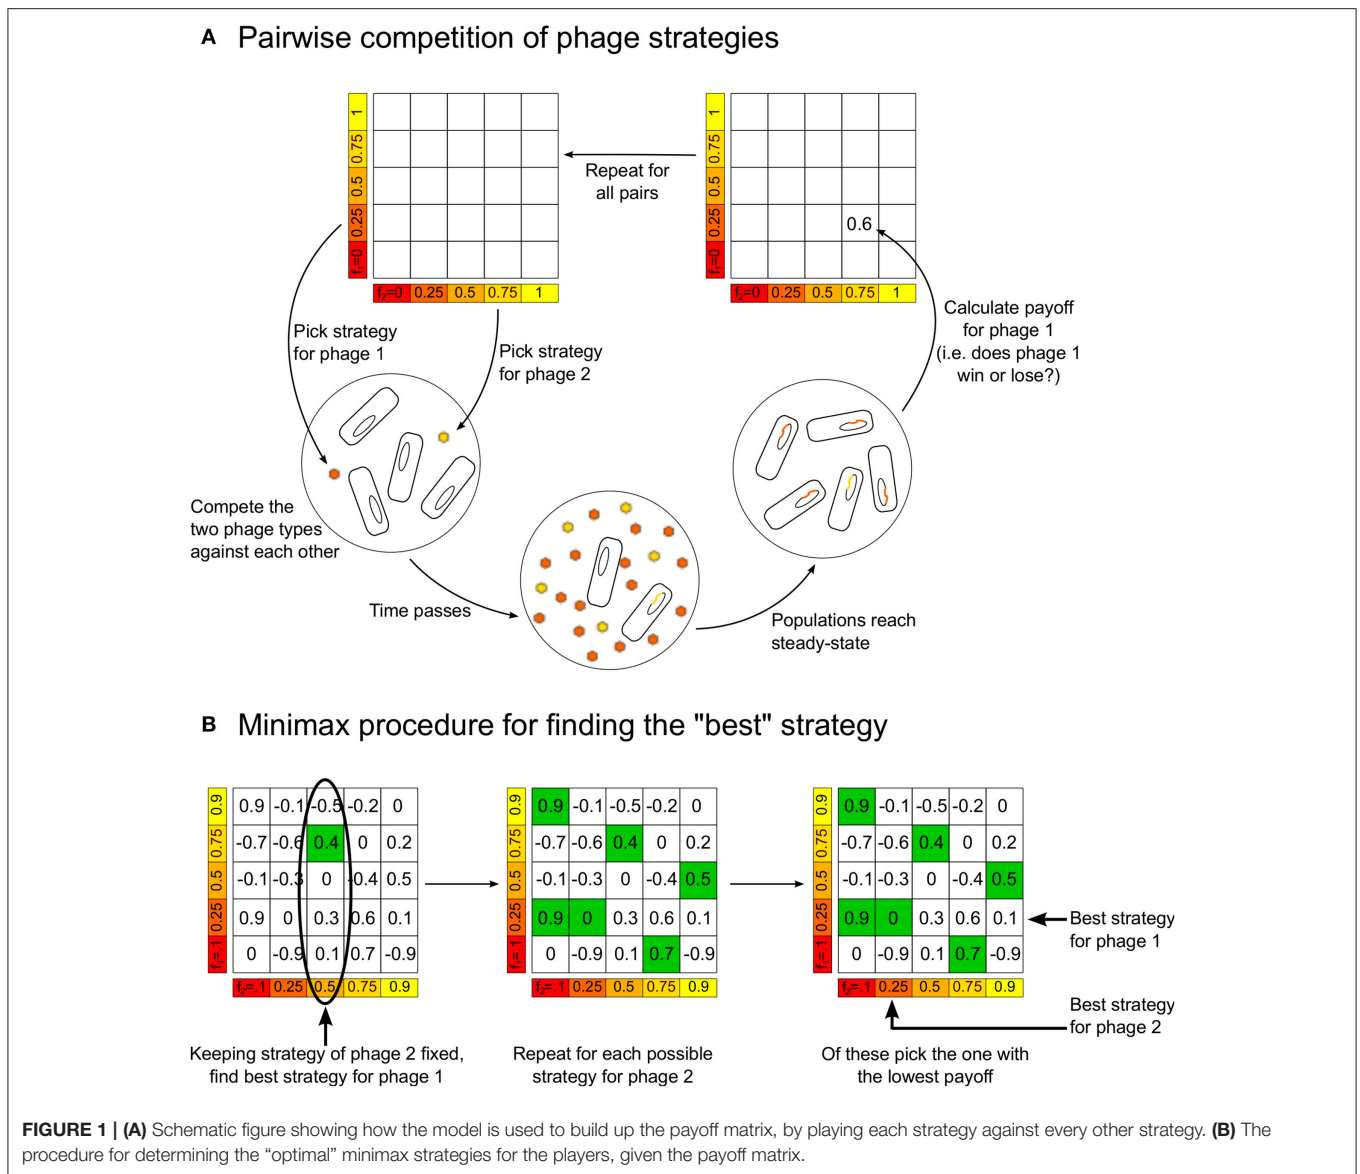 A Pairwise competition of phage strategies
1
0.75
0.5
0.25
f₁=0
f₂=0 0.25 0.5 0.75 1
Repeat for
all pairs
1
0.75
0.5
0.25
f₁=0
0.6
f₂=0 0.25 0.5 0.75 1
Pick strategy
for phage 1
Pick strategy
for phage 2
Calculate payoff
for phage 1
(i.e. does phage 1
win or lose?)
Compete the
two phage types
against each other
Time passes
Populations reach
steady-state
B Minimax procedure for finding the "best" strategy
0.9 0.9 -0.1 -0.5 -0.2 0
0.75 -0.7 -0.6 0.4 0 0.2
0.5 -0.1 -0.3 0 -0.4 0.5
0.25 0.9 0 0.3 0.6 0.1
f₁=.1 0 -0.9 0.1 0.7 -0.9
f₂=.1 0.25 0.5 0.75 0.9
Keeping strategy of phage 2 fixed,
find best strategy for phage 1
0.9 0.9 -0.1 -0.5 -0.2 0
0.75 -0.7 -0.6 0.4 0 0.2
0.5 -0.1 -0.3 0 -0.4 0.5
0.25 0.9 0 0.3 0.6 0.1
f₁=.1 0 -0.9 0.1 0.7 -0.9
f₂=.1 0.25 0.5 0.75 0.9
Repeat for each possible
strategy for phage 2
0.9 0.9 -0.1 -0.5 -0.2 0
0.75 -0.7 -0.6 0.4 0 0.2
0.5 -0.1 -0.3 0 -0.4 0.5
0.25 0.9 0 0.3 0.6 0.1
f₁=.1 0 -0.9 0.1 0.7 -0.9
f₂=.1 0.25 0.5 0.75 0.9
Best strategy
for phage 1
Best strategy
for phage 2
Of these pick the one with
the lowest payoff
FIGURE 1 | (A) Schematic figure showing how the model is used to build up the payoff matrix, by playing each strategy against every other strategy. (B) The
procedure for determining the “optimal” minimax strategies for the players, given the payoff matrix.